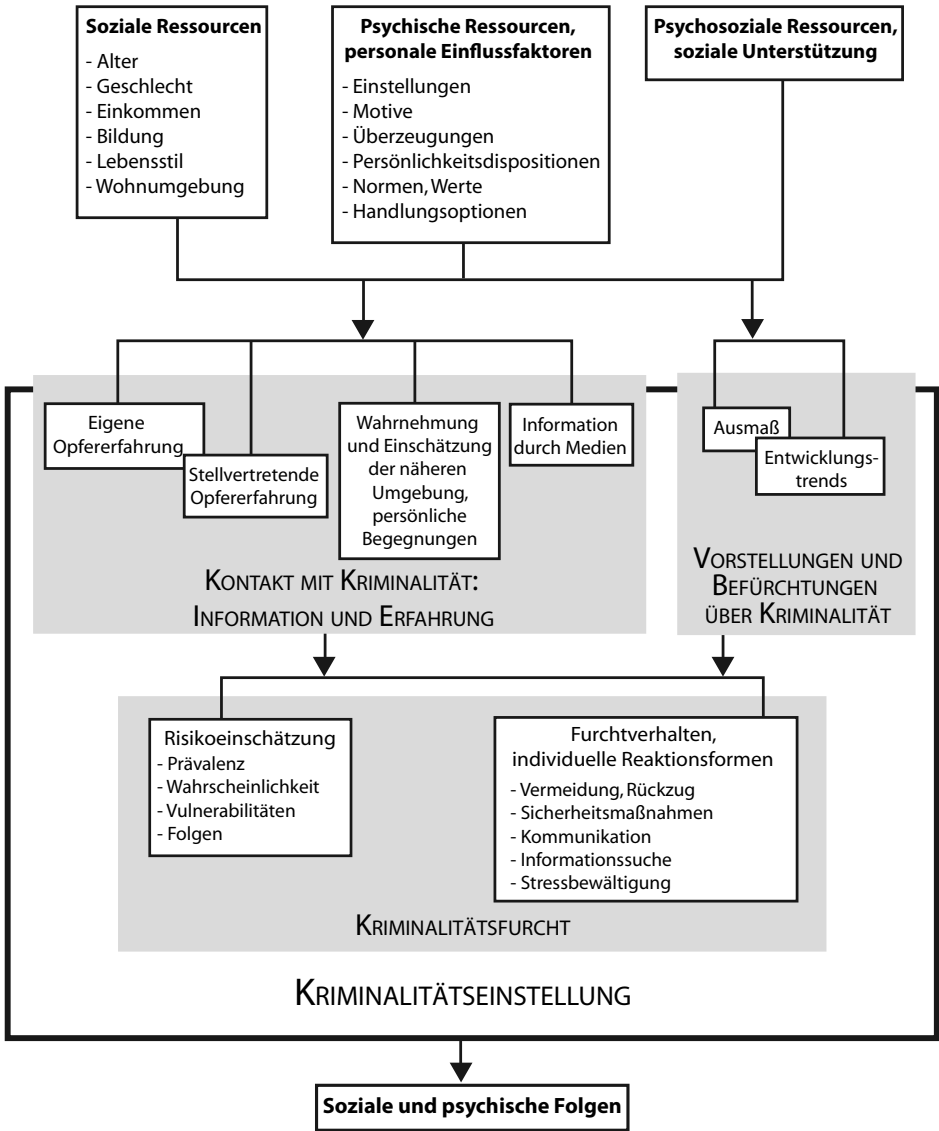 Soziale Ressourcen
- Alter
- Geschlecht
- Einkommen
- Bildung
- Lebensstil
- Wohnumgebung
Psychische Ressourcen,
personale Einflussfaktoren
- Einstellungen
- Motive
- Überzeugungen
- Persönlichkeitsdispositionen
- Normen, Werte
- Handlungsoptionen
Psychosoziale Ressourcen,
soziale Unterstützung
Eigene
Opfererfahrung
Stellvertretende
Opfererfahrung
Wahrnehmung
und Einschätzung
der näheren
Umgebung,
persönliche
Begegnungen
Information
durch Medien
KONTAKT MIT KRIMINALITÄT:
INFORMATION UND ERFAHRUNG
Ausmaß
Entwicklungs-
trends
VORSTELLUNGEN UND
BEFÜRCHTUNGEN
ÜBER KRIMINALITÄT
Risikoeinschätzung
- Prävalenz
- Wahrscheinlichkeit
- Vulnerabilitäten
- Folgen
Furchtverhalten,
individuelle Reaktionsformen
- Vermeidung, Rückzug
- Sicherheitsmaßnahmen
- Kommunikation
- Informationssuche
- Stressbewältigung
KRIMINALITÄTSFURCHT
KRIMINALITÄTSEINSTELLUNG
Soziale und psychische Folgen